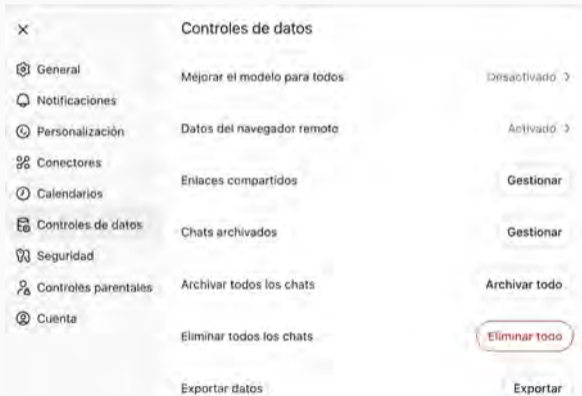 Controles de datos
General
Notificaciones
Personalización
Conectores
Calendarios
Controles de datos
Seguridad
Controles parentales
Cuenta
Mejorar el modelo para todos Desactivado
Datos del navegador remoto Activado
Enlaces compartidos Gestionar
Chats archivados Gestionar
Archivar todos los chats Archivar todo
Eliminar todos los chats Eliminar todo
Exportar datos Exportar